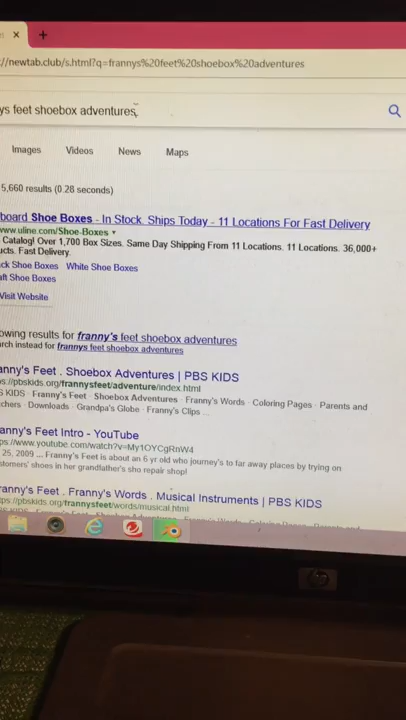 //newtab.club/s.html?q=frannys%20feet%20shoebox%20adventures
ys feet shoebox adventures
Images Videos News Maps
5,660 results (0.28 seconds)
board Shoe Boxes - In Stock. Ships Today - 11 Locations For Fast Delivery
www.uline.com/Shoe-Boxes
Catalog! Over 1,700 Box Sizes. Same Day Shipping From 11 Locations. 11 Locations. 36,000+
ucts. Fast Delivery.
ck Shoe Boxes White Shoe Boxes
aft Shoe Boxes
Visit Website
owing results for franny's feet shoebox adventures
arch instead for frannys feet shoebox adventures
anny's Feet . Shoebox Adventures | PBS KIDS
ps://pbskids.org/frannysfeet/adventure/index.html
S KIDS · Franny's Feet · Shoebox Adventures · Franny's Words · Coloring Pages · Parents and
chers · Downloads · Grandpa's Globe · Franny's Clips ...
anny's Feet Intro - YouTube
ps://www.youtube.com/watch?v=My1OYCgRnW4
25, 2009 ... Franny's Feet is about an 6 yr old who journey's to far away places by trying on
stomers' shoes in her grandfather's sho repair shop!
ranny's Feet . Franny's Words . Musical Instruments | PBS KIDS
ps://pbskids.org/frannysfeet/words/musical.html
hp